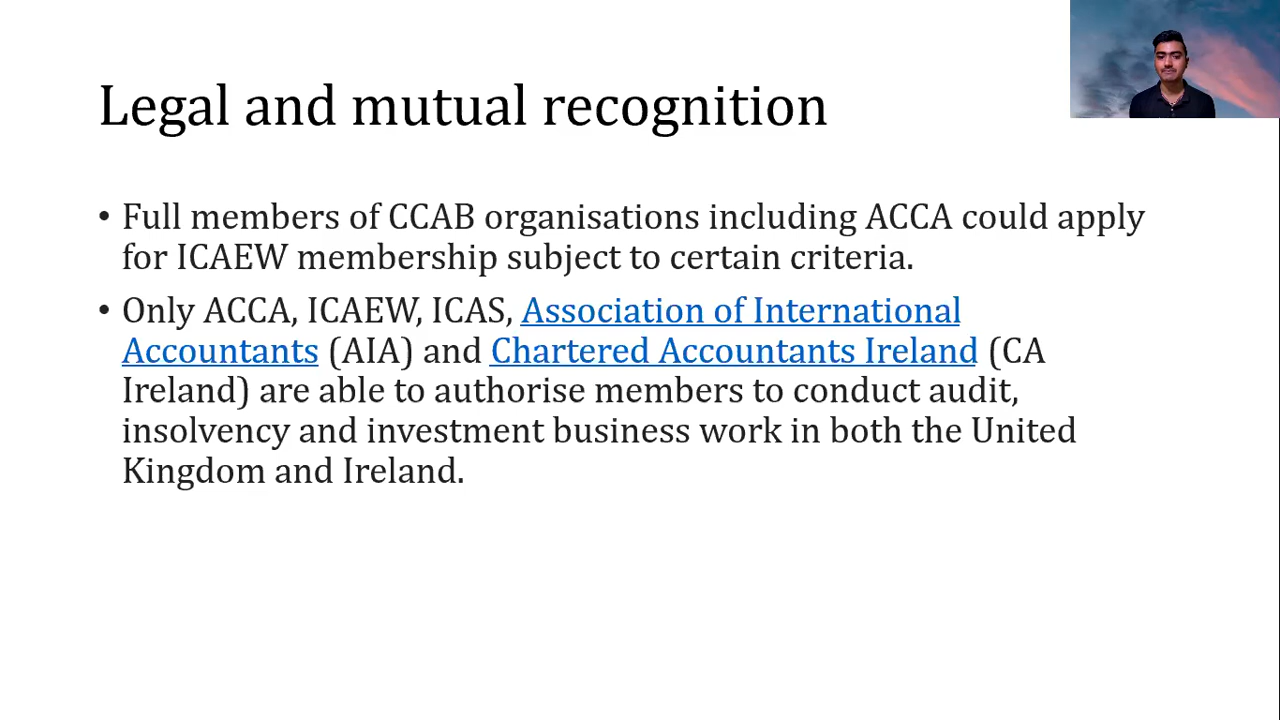 Legal and mutual recognition
• Full members of CCAB organisations including ACCA could apply
for ICAEW membership subject to certain criteria.
• Only ACCA, ICAEW, ICAS, Association of International
Accountants (AIA) and Chartered Accountants Ireland (CA
Ireland) are able to authorise members to conduct audit,
insolvency and investment business work in both the United
Kingdom and Ireland.